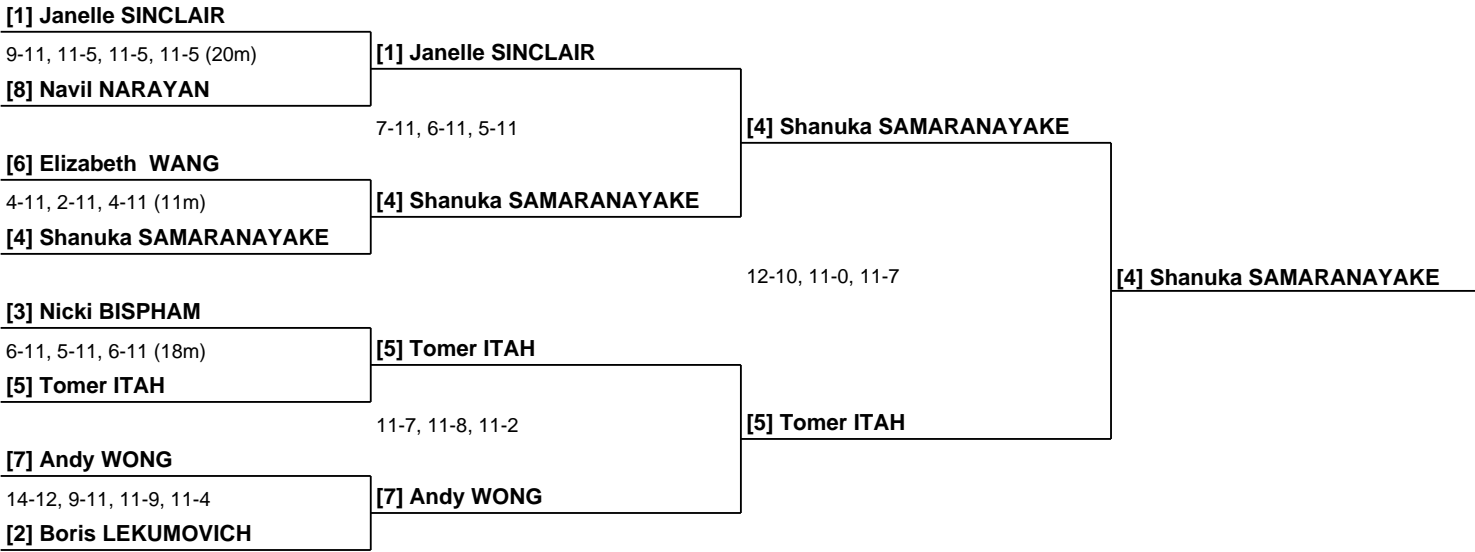 [1] Janelle SINCLAIR
9-11, 11-5, 11-5, 11-5 (20m)
[8] Navil NARAYAN
[6] Elizabeth  WANG
4-11, 2-11, 4-11 (11m)
[4] Shanuka SAMARANAYAKE
[3] Nicki BISPHAM
6-11, 5-11, 6-11 (18m)
[5] Tomer ITAH
[7] Andy WONG
14-12, 9-11, 11-9, 11-4
[2] Boris LEKUMOVICH
[1] Janelle SINCLAIR
7-11, 6-11, 5-11
[4] Shanuka SAMARANAYAKE
[5] Tomer ITAH
11-7, 11-8, 11-2
[7] Andy WONG
[4] Shanuka SAMARANAYAKE
12-10, 11-0, 11-7
[5] Tomer ITAH
[4] Shanuka SAMARANAYAKE